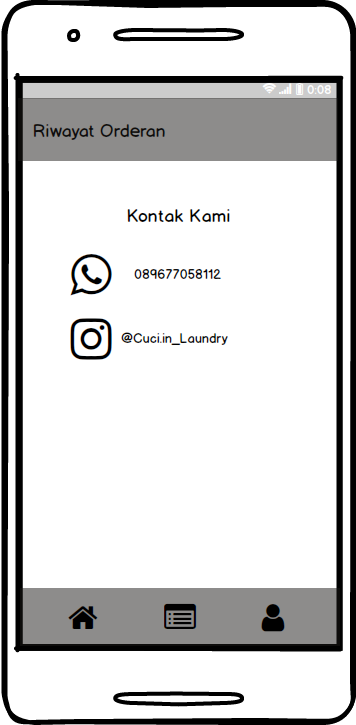 0:08
Riwayat Orderan
Kontak Kami
089677058112
@Cuci.in_Laundry